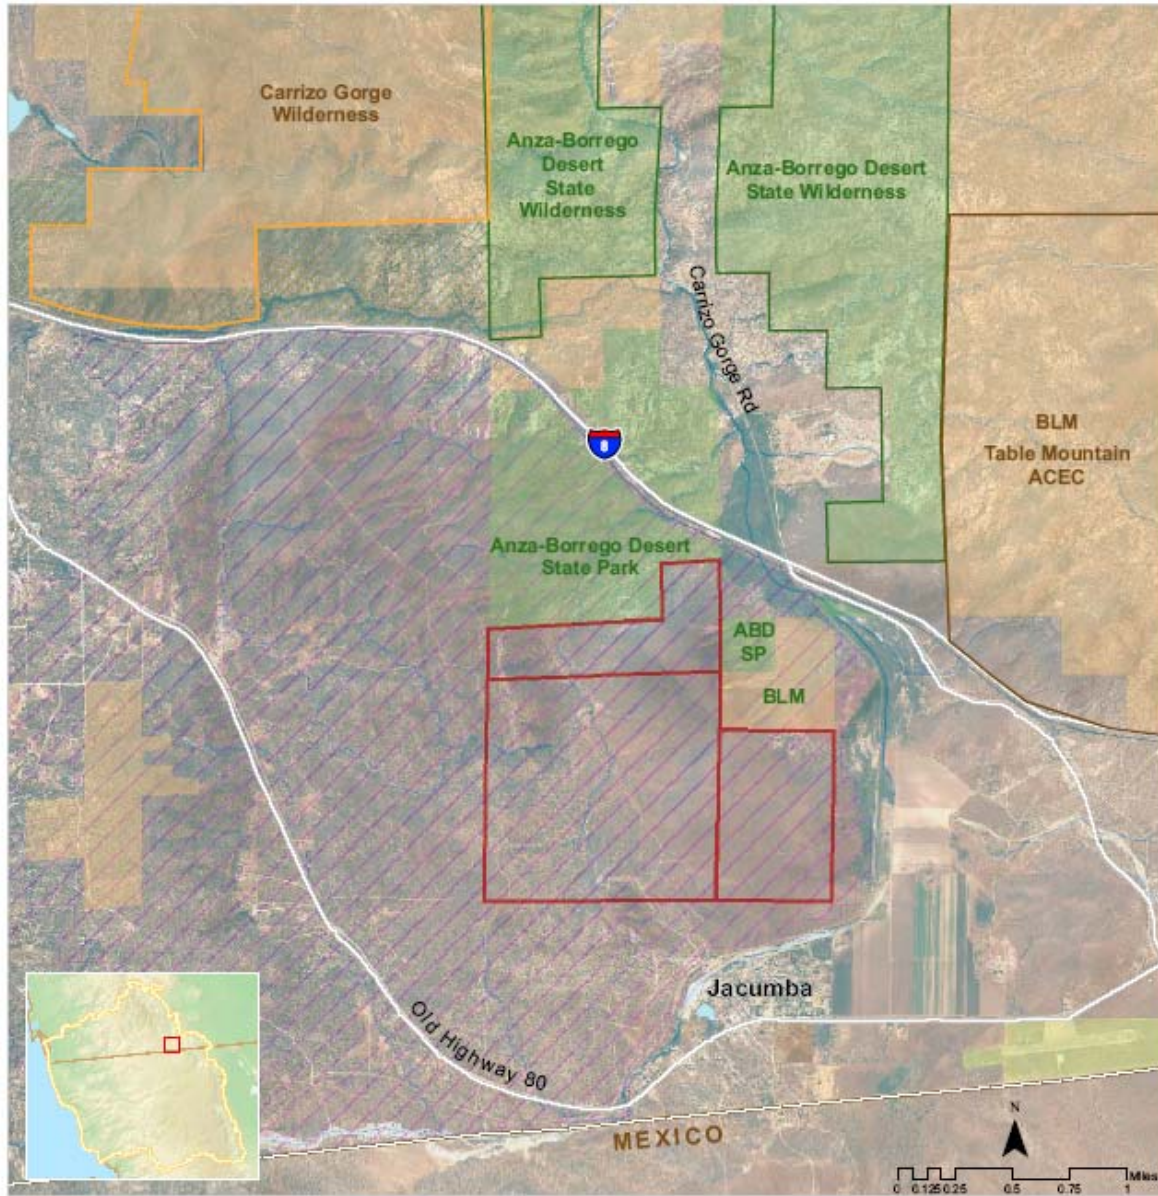 Carrizo Gorge
Wilderness
Anza-Borrego
Desert
State
Wilderness
Anza-Borrego Desert
State Wilderness
Carrizo Gorge Rd
BLM
Table Mountain
ACEC
8
Anza-Borrego Desert
State Park
ABD
SP
BLM
Jacumba
Old Highway 80
MEXICO
N
Miles
0 0.125 0.25 0.5 0.75 1